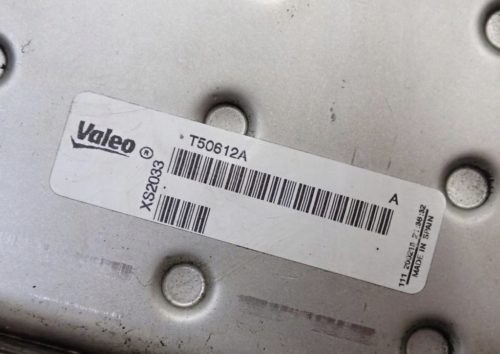 Valeo ®
T50612A
XS2033
A
MADE IN SPAIN